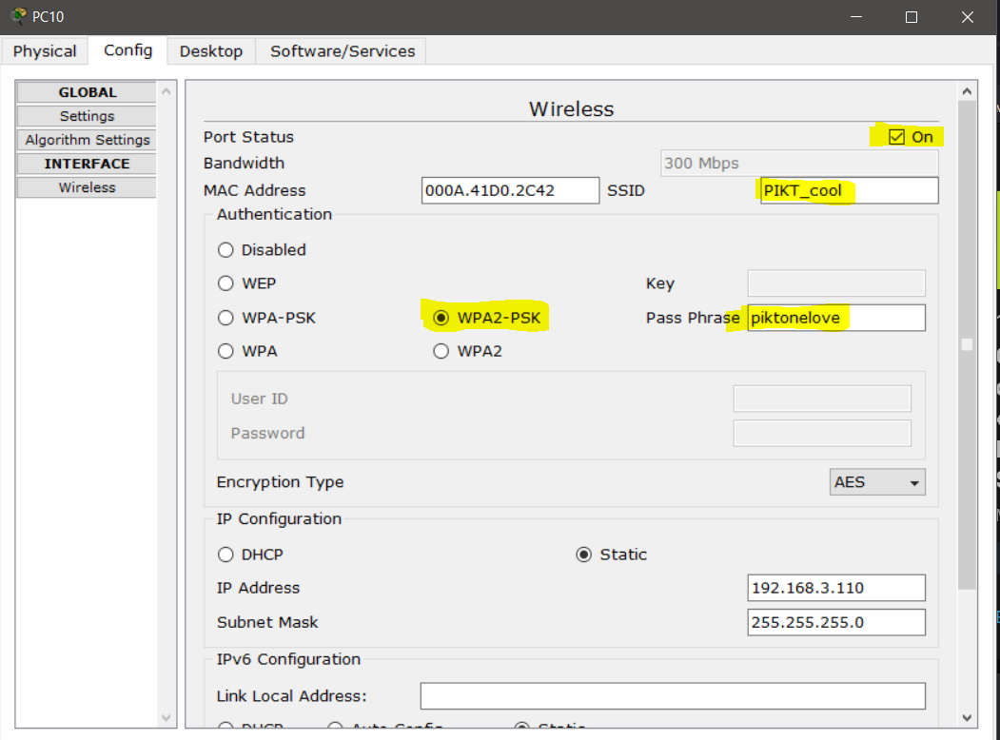 PC10
Physical Config Desktop Software/Services
GLOBAL
Settings
Algorithm Settings
INTERFACE
Wireless
Wireless
Port Status On
Bandwidth 300 Mbps
MAC Address 000A.41D0.2C42 SSID PIKT_cool
Authentication
Disabled
WEP Key
WPA-PSK WPA2-PSK Pass Phrase piktonelove
WPA WPA2
User ID
Password
Encryption Type AES
IP Configuration
DHCP Static
IP Address 192.168.3.110
Subnet Mask 255.255.255.0
IPv6 Configuration
Link Local Address:
DHCP Auto Config Static